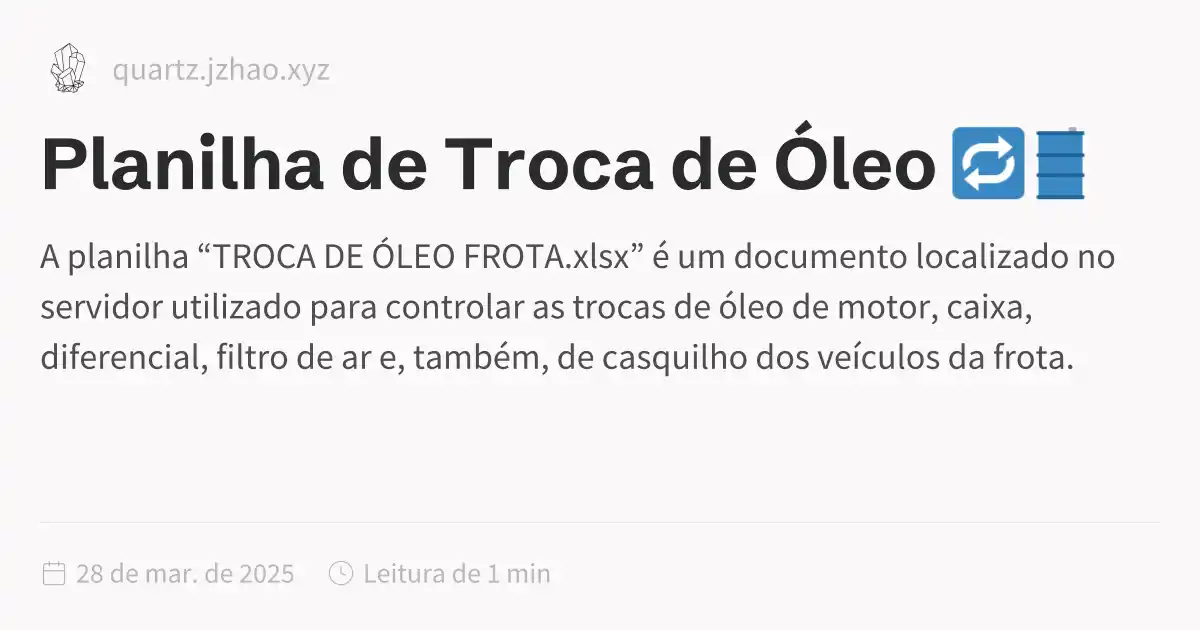 quartz.jzhao.xyz
Planilha de Troca de Óleo 🔁🛢️
A planilha “TROCA DE ÓLEO FROTA.xlsx” é um documento localizado no
servidor utilizado para controlar as trocas de óleo de motor, caixa,
diferencial, filtro de ar e, também, de casquilho dos veículos da frota.
28 de mar. de 2025 Leitura de 1 min